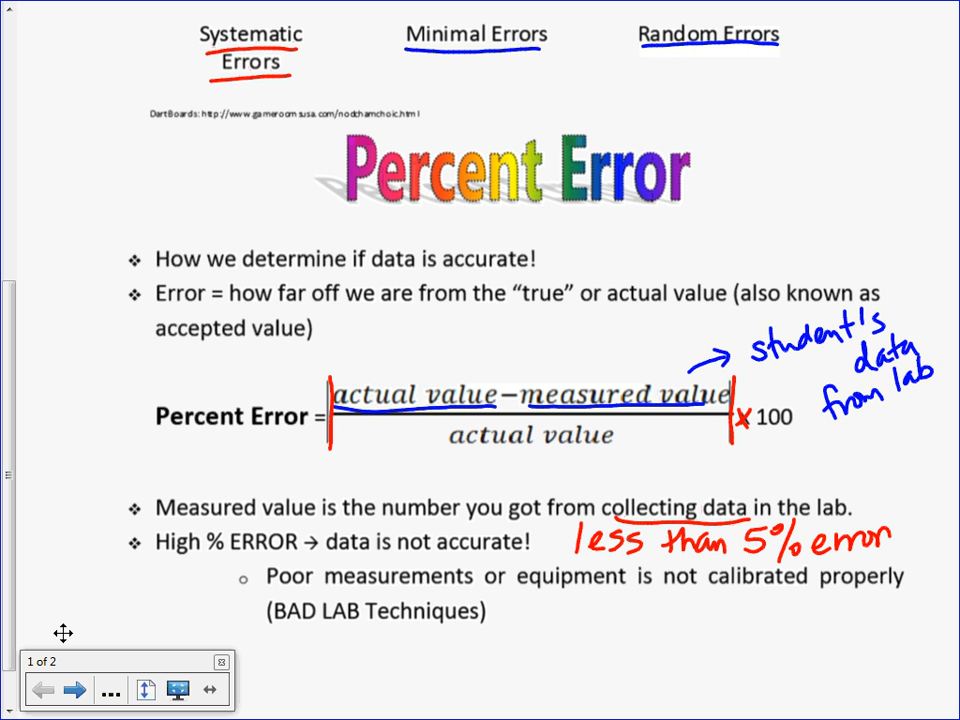 Systematic Errors
Minimal Errors
Random Errors
DartBoards: http://www.gameroomsusa.com/nodchamchoic.html
Percent Error
❖ How we determine if data is accurate!
❖ Error = how far off we are from the “true” or actual value (also known as
accepted value)
student's
data
from lab
Percent Error = |actual value−measured value
actual value| x 100
❖ Measured value is the number you got from collecting data in the lab.
❖ High % ERROR → data is not accurate!
less than 5% error
o Poor measurements or equipment is not calibrated properly
(BAD LAB Techniques)
1 of 2
...